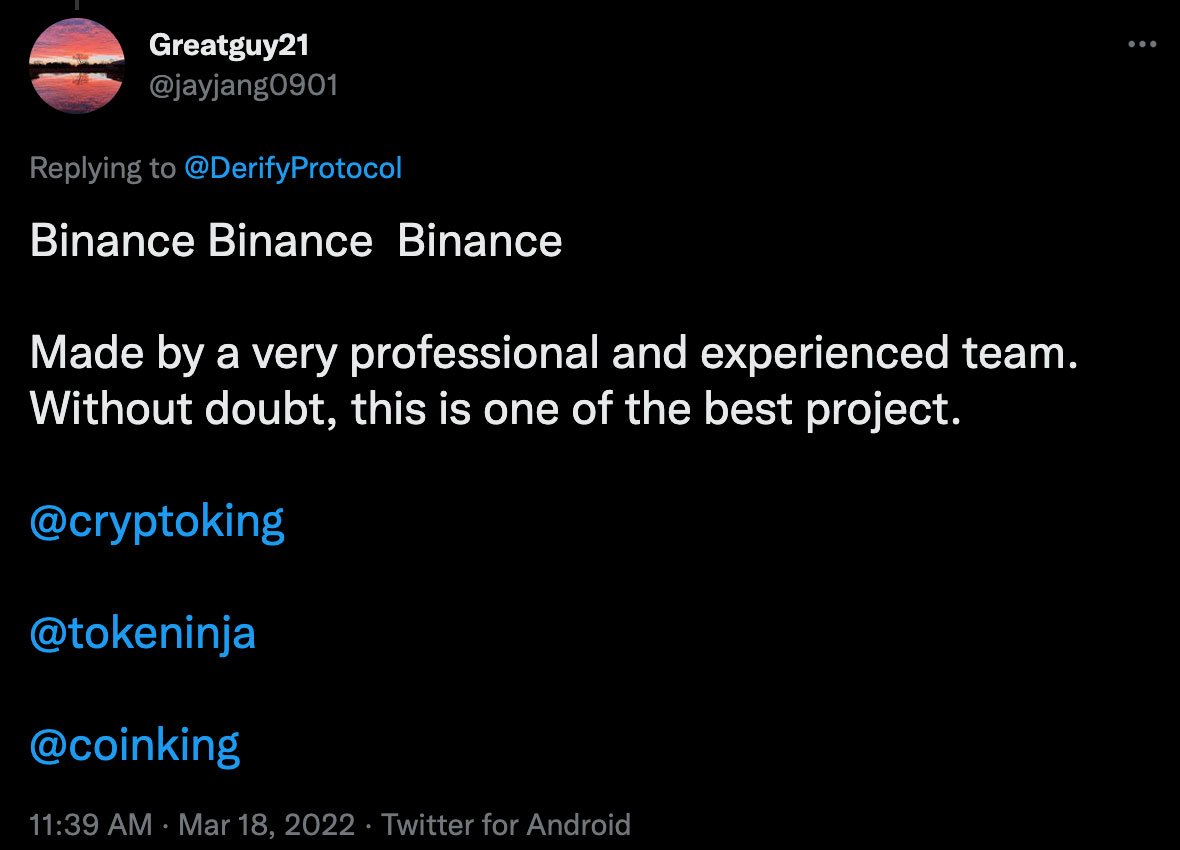 Greatguy21
@jayjang0901
Replying to @DerifyProtocol
Binance Binance  Binance
Made by a very professional and experienced team.
Without doubt, this is one of the best project.
@cryptoking
@tokeninja
@coinking
11:39 AM · Mar 18, 2022 · Twitter for Android